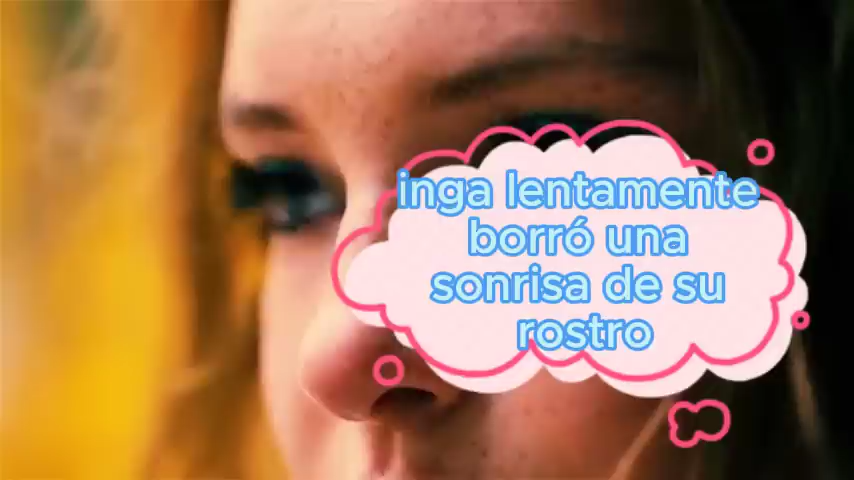 inga lentamente
borró una
sonrisa de su
rostro